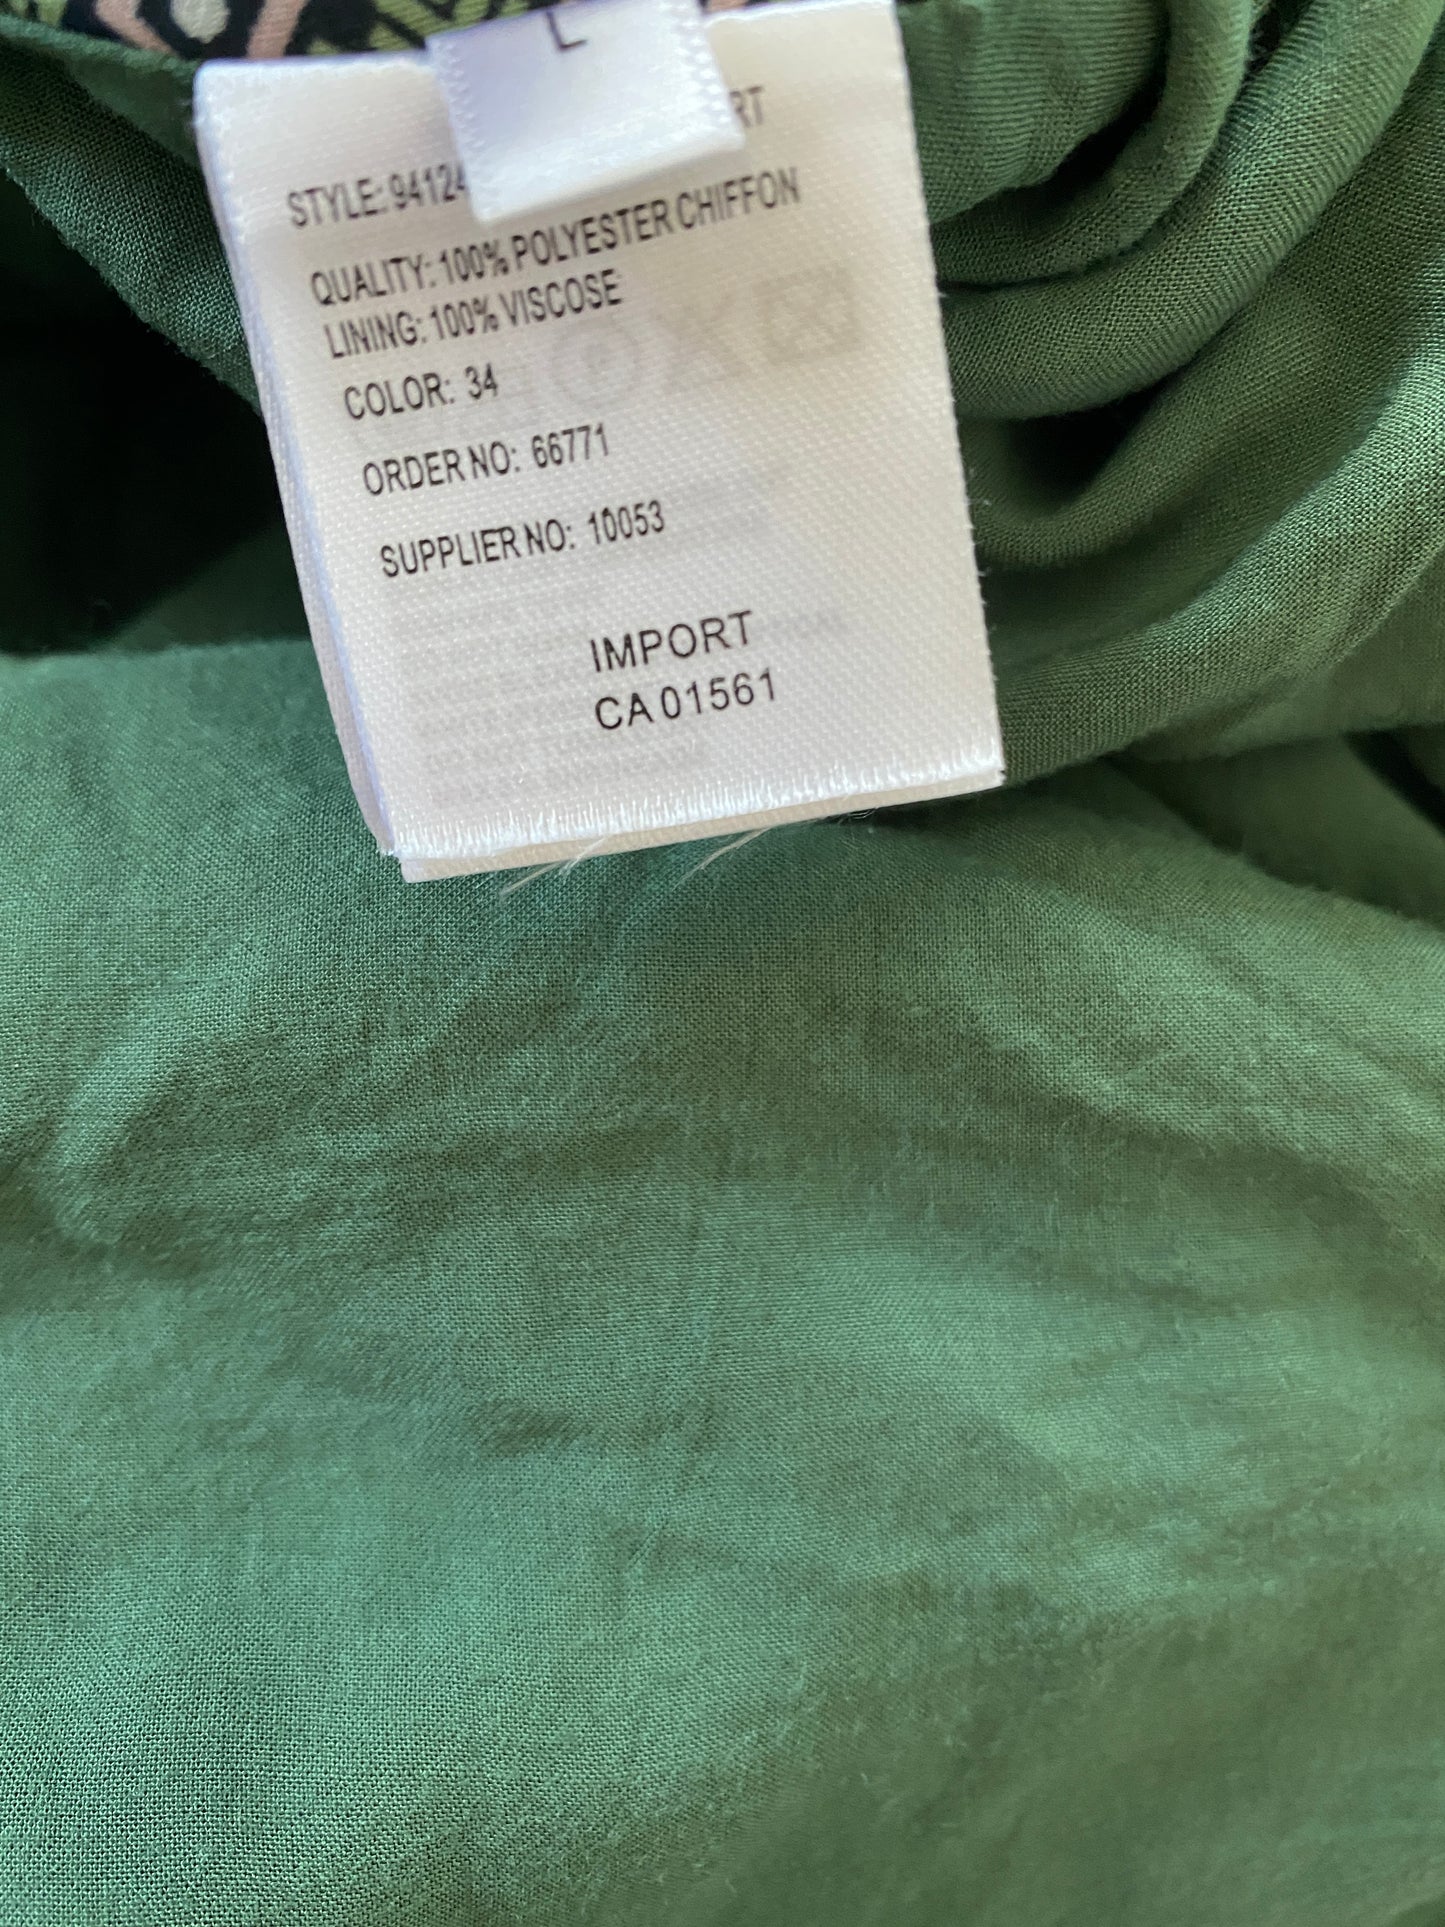 L
STYLE: 94124
QUALITY: 100% POLYESTER CHIFFON
LINING: 100% VISCOSE
COLOR: 34
ORDER NO: 66771
SUPPLIER NO: 10053
IMPORT
CA 01561